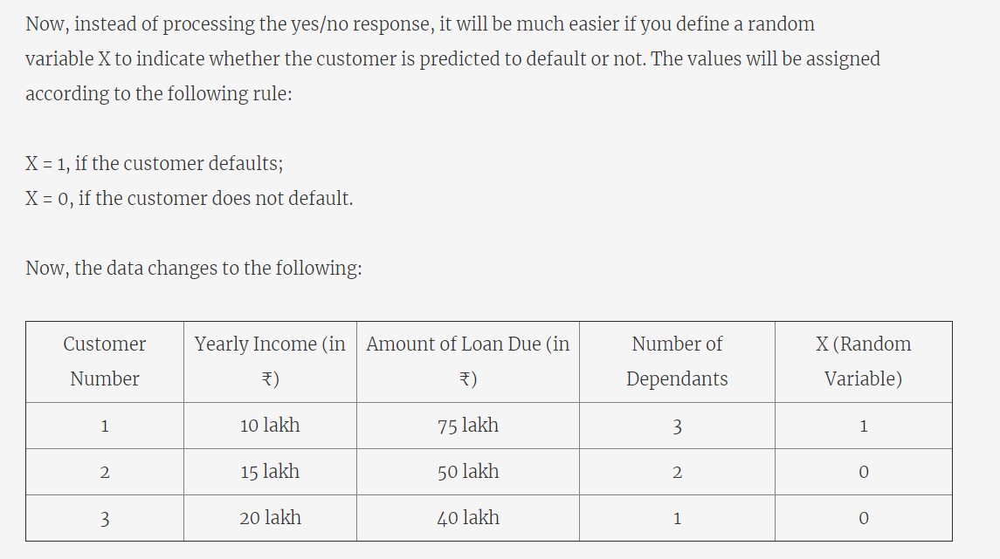 Now, instead of processing the yes/no response, it will be much easier if you define a random
variable X to indicate whether the customer is predicted to default or not. The values will be assigned
according to the following rule:
X = 1, if the customer defaults;
X = 0, if the customer does not default.
Now, the data changes to the following:
Customer Number | Yearly Income (in ₹) | Amount of Loan Due (in ₹) | Number of Dependants | X (Random Variable)
1 | 10 lakh | 75 lakh | 3 | 1
2 | 15 lakh | 50 lakh | 2 | 0
3 | 20 lakh | 40 lakh | 1 | 0